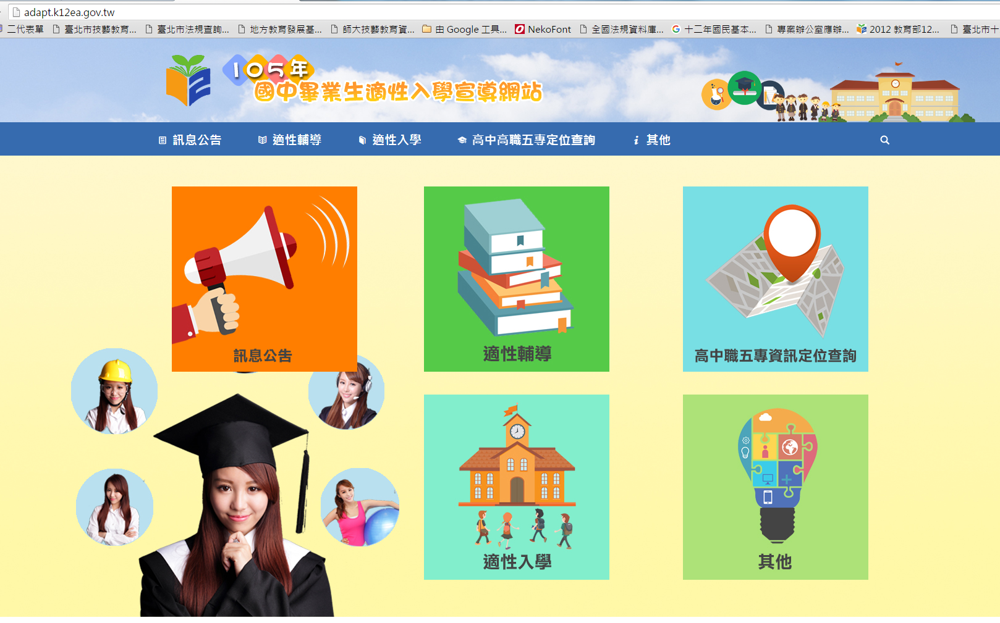 adapt.k12ea.gov.tw
二代表單 臺北市技藝教育... 臺北市法規查詢... 地方教育發展基... 師大技藝教育資... 由 Google 工具... NekoFont 全國法規資料庫... 十二年國民基本... 專案辦公室應辦... 2012 教育部12... 臺北市十
105年
國中畢業生適性入學宣導網站
訊息公告 適性輔導 適性入學 高中高職五專定位查詢 其他
訊息公告
適性輔導
高中職五專資訊定位查詢
適性入學
其他